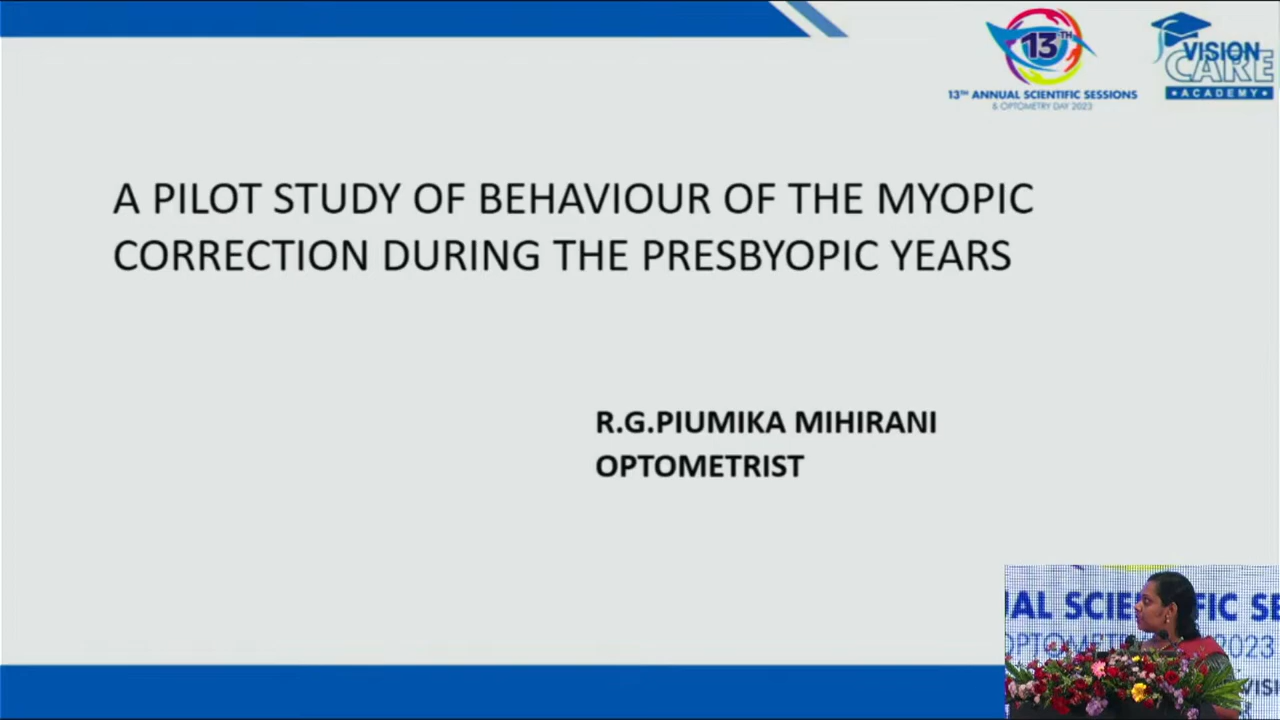 13TH
13TH ANNUAL SCIENTIFIC SESSIONS
& OPTOMETRY DAY 2023
VISION
CARE
• ACADEMY •
A PILOT STUDY OF BEHAVIOUR OF THE MYOPIC
CORRECTION DURING THE PRESBYOPIC YEARS
R.G.PIUMIKA MIHIRANI
OPTOMETRIST